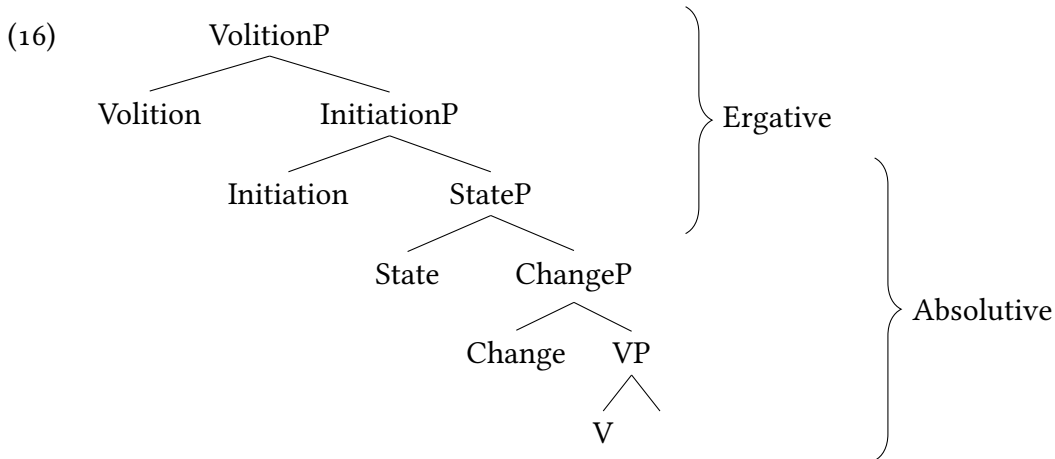 (16) VolitionP
Volition InitiationP Ergative
Initiation StateP
State ChangeP
Absolutive
Change VP
V